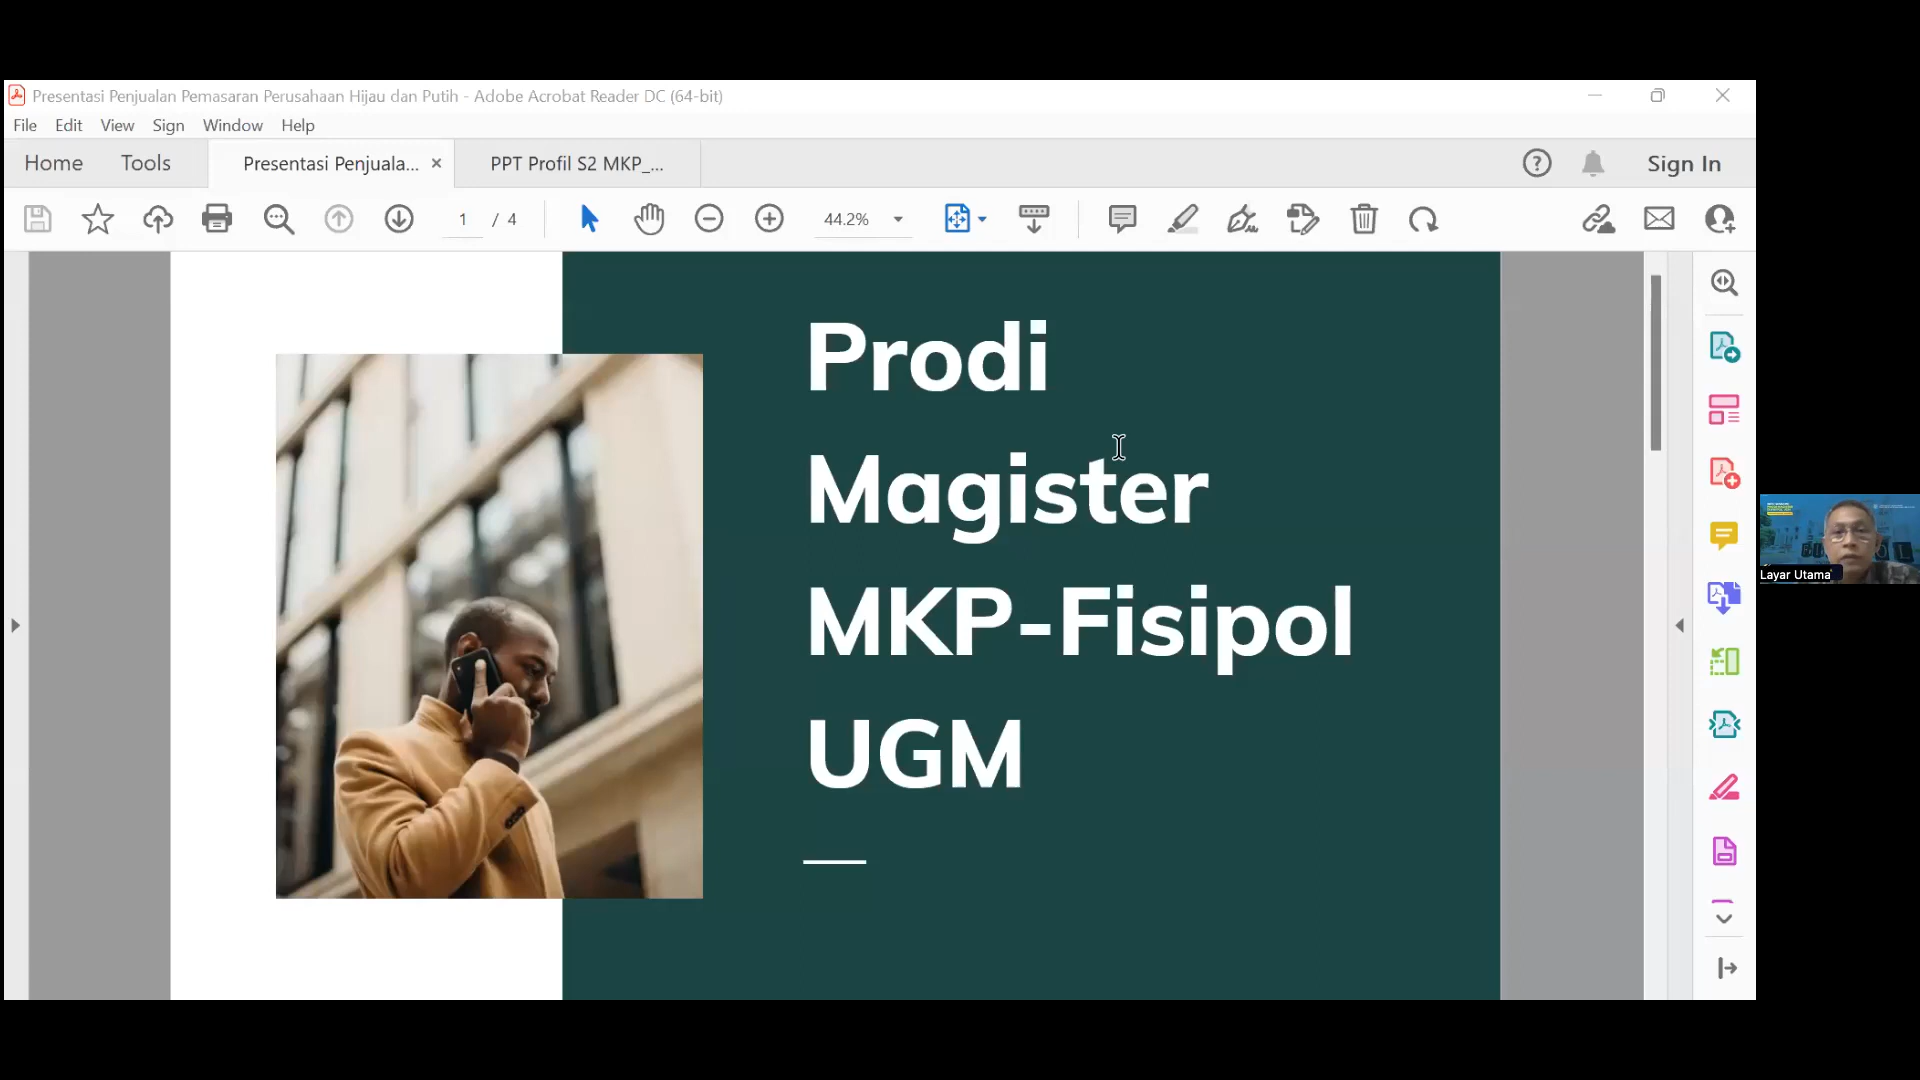 Presentasi Penjualan Pemasaran Perusahaan Hijau dan Putih - Adobe Acrobat Reader DC (64-bit)
File Edit View Sign Window Help
Home Tools Presentasi Penjuala... × PPT Profil S2 MKP_... Sign In
1 / 4 44.2%
Prodi
Magister
MKP-Fisipol
UGM
Layar Utama